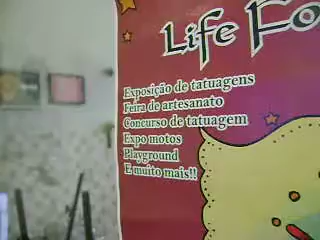 Life Fo
Exposição de tatuagens
Feira de artesanato
Concurso de tatuagem
Expo motos
Playground
E muito mais!!